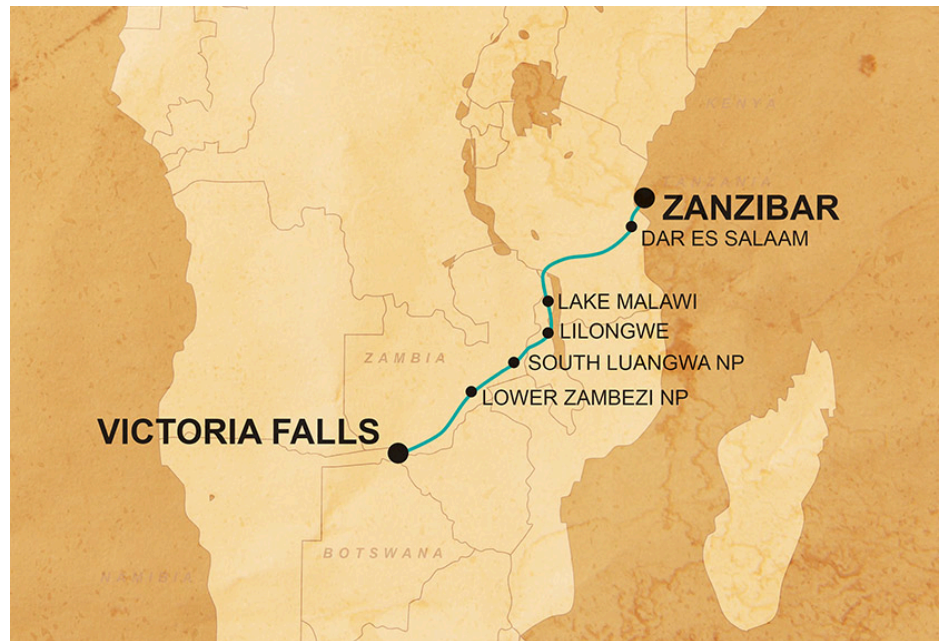 KENYA
TANZANIA
ZANZIBAR
DAR ES SALAAM
LAKE MALAWI
LILONGWE
ZAMBIA
SOUTH LUANGWA NP
LOWER ZAMBEZI NP
VICTORIA FALLS
BOTSWANA
NAMIBIA